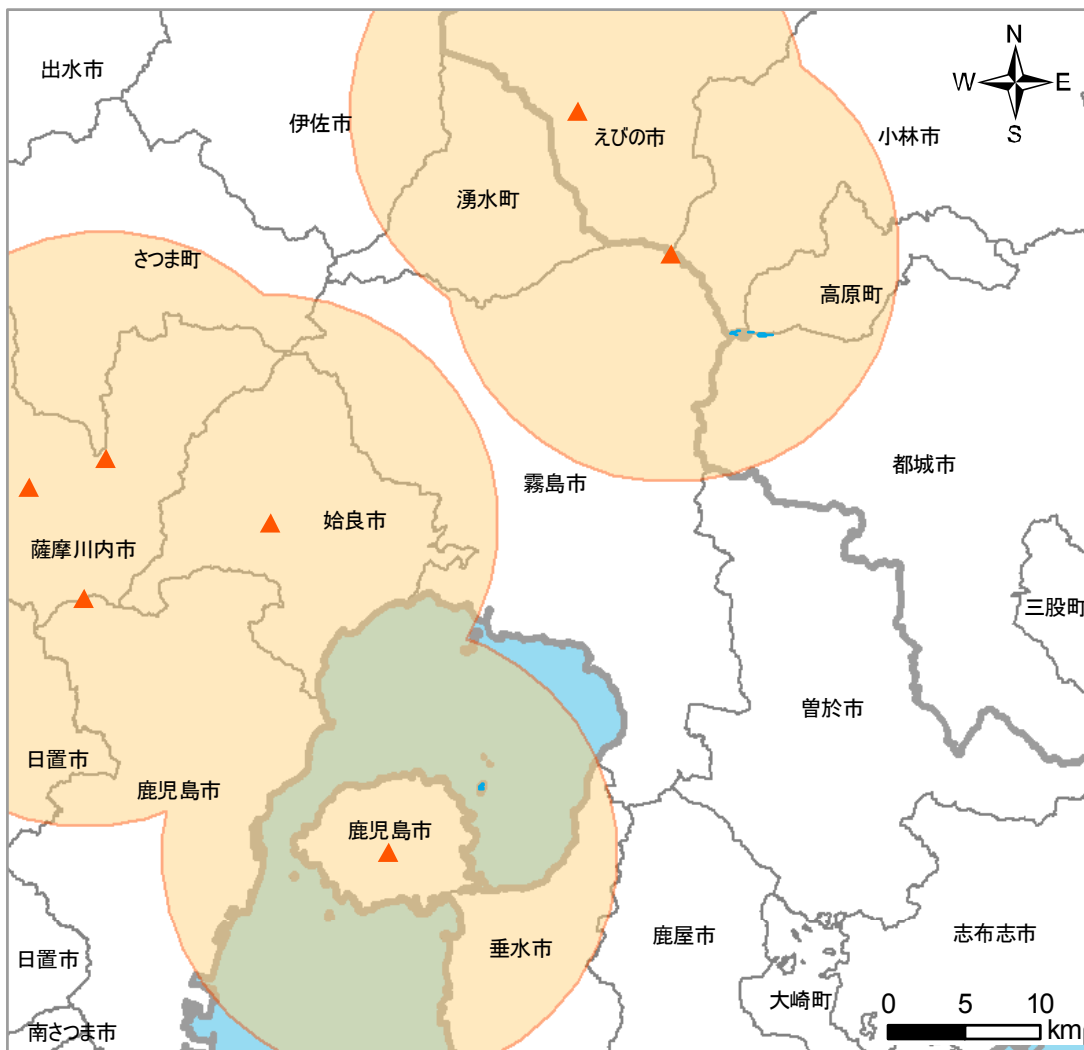 N
出水市
W
E
伊佐市
えびの市
小林市
S
湧水町
さつま町
高原町
都城市
霧島市
姶良市
薩摩川内市
三股町
曽於市
日置市
鹿児島市
鹿児島市
垂水市
鹿屋市
志布志市
日置市
大崎町
0 5 10
km
南さつま市